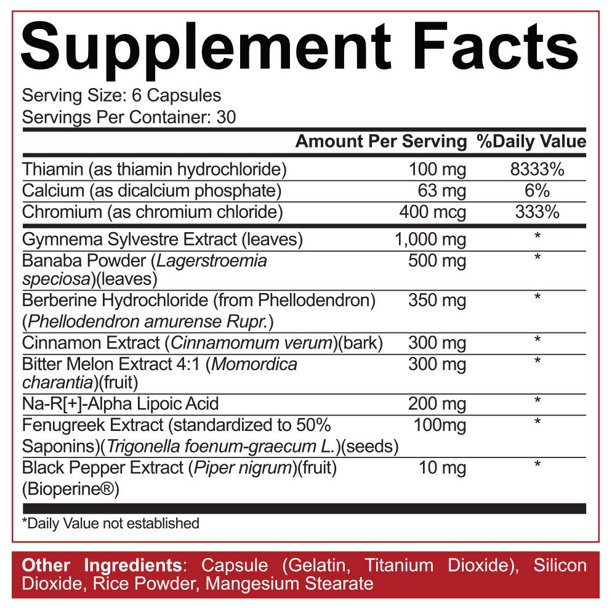 Supplement Facts
Serving Size: 6 Capsules
Servings Per Container: 30
Amount Per Serving %Daily Value
Thiamin (as thiamin hydrochloride) 100 mg 8333%
Calcium (as dicalcium phosphate) 63 mg 6%
Chromium (as chromium chloride) 400 mcg 333%
Gymnema Sylvestre Extract (leaves) 1,000 mg *
Banaba Powder (Lagerstroemia 500 mg *
speciosa)(leaves)
Berberine Hydrochloride (from Phellodendron) 350 mg *
(Phellodendron amurense Rupr.)
Cinnamon Extract (Cinnamomum verum)(bark) 300 mg *
Bitter Melon Extract 4:1 (Momordica 300 mg *
charantia)(fruit)
Na-R[+]-Alpha Lipoic Acid 200 mg *
Fenugreek Extract (standardized to 50% 100mg *
Saponins)(Trigonella foenum-graecum L.)(seeds)
Black Pepper Extract (Piper nigrum)(fruit) 10 mg *
(Bioperine®)
*Daily Value not established
Other Ingredients: Capsule (Gelatin, Titanium Dioxide), Silicon
Dioxide, Rice Powder, Mangesium Stearate